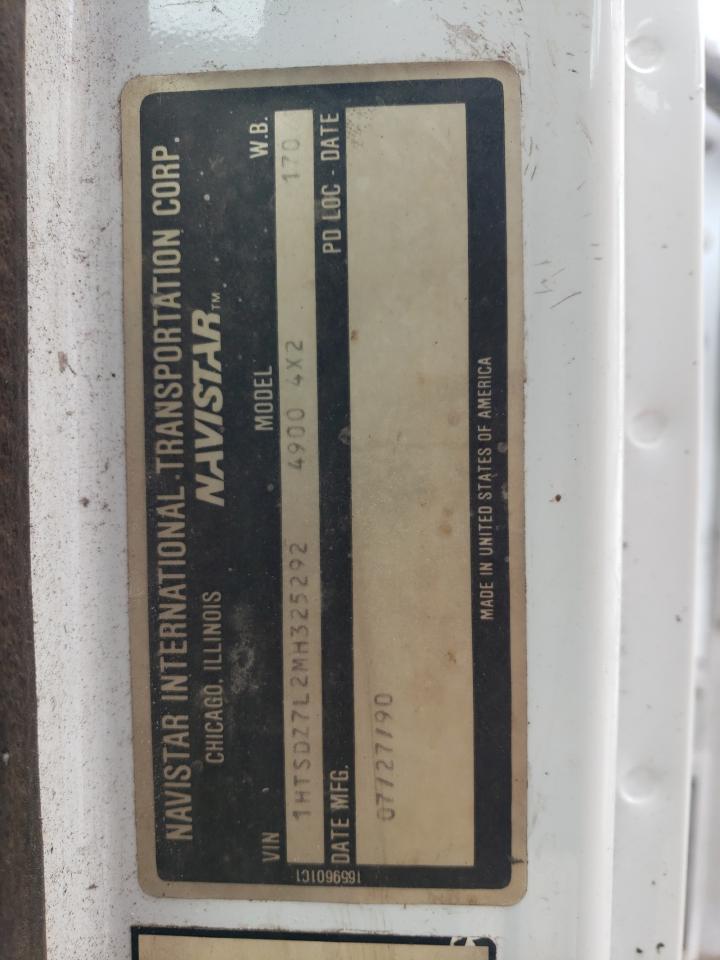 NAVISTAR INTERNATIONAL TRANSPORTATION CORP.
CHICAGO, ILLINOIS NAVISTAR™
VIN MODEL W.B.
1HTSDZ7L2MH325292 4900 4X2 170
DATE MFG. PD LOC - DATE
07/27/90
MADE IN UNITED STATES OF AMERICA
1659601C1